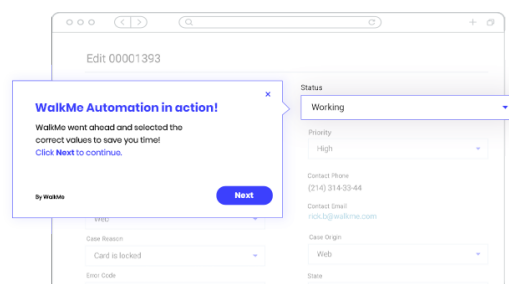 Edit 00001393
WalkMe Automation in action!
WalkMe went ahead and selected the
correct values to save you time!
Click Next to continue.
By WalkMe
Next
Status
Working
Priority
High
Contact Phone
(214) 314-33-44
Contact Email
rick.b@walkme.com
Web
Case Reason
Card is locked
Error Code
Case Origin
Web
State